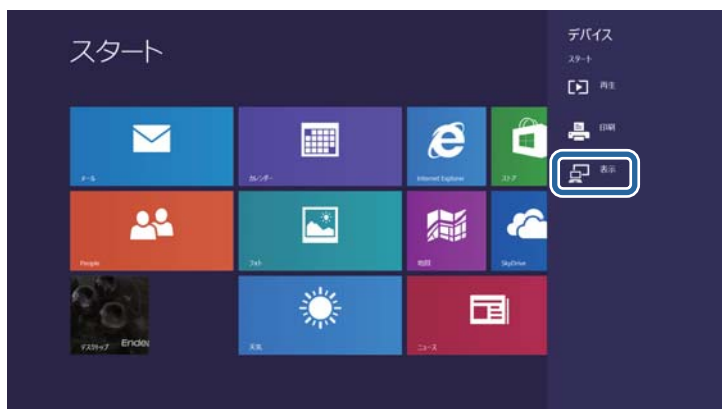 スタート
デバイス
スタート
再生
印刷
表示
メール
カレンダー
Internet Explorer
ストア
People
フォト
地図
SkyDrive
デスクトップ
Endea
天気
ニュース